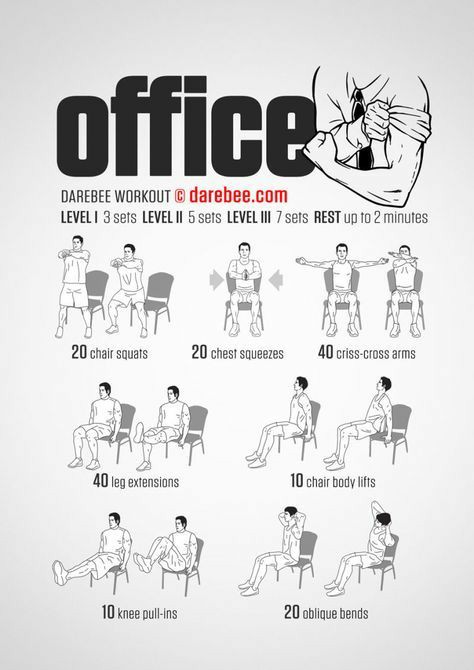 office
DAREBEE WORKOUT © darebee.com
LEVEL I 3 sets LEVEL II 5 sets LEVEL III 7 sets REST up to 2 minutes
20 chair squats
20 chest squeezes
40 criss-cross arms
40 leg extensions
10 chair body lifts
10 knee pull-ins
20 oblique bends